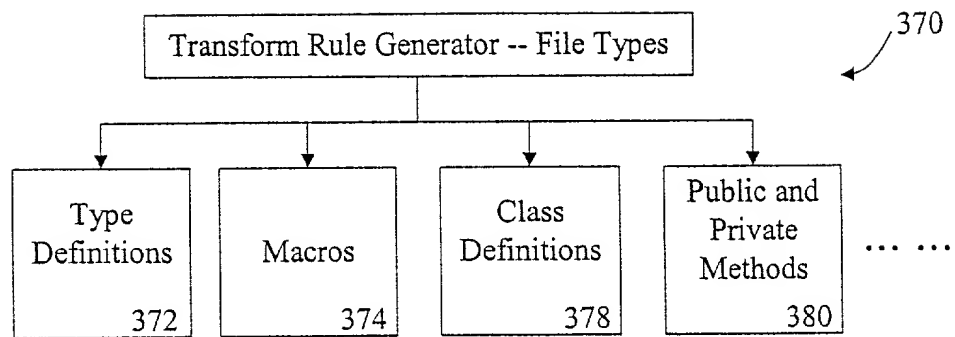 Transform Rule Generator -- File Types
370
Type
Definitions
372
Macros
374
Class
Definitions
378
Public and
Private
Methods
380
... ...